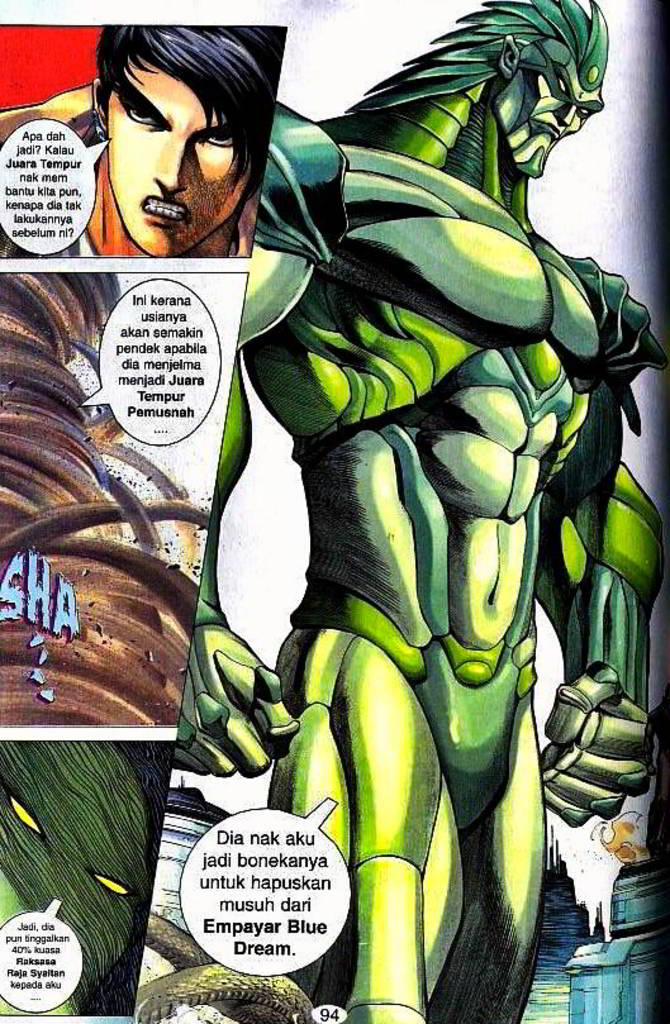 Apa dah
jadi? Kalau
Juara Tempur
nak mem
bantu kita pun,
kenapa dia tak
lakukannya
sebelum ni?
Ini kerana
usianya
akan semakin
pendek apabila
dia menjelma
menjadi Juara
Tempur
Pemusnah
....
SHA
Dia nak aku
jadi bonekanya
untuk hapuskan
musuh dari
Empayar Blue
Dream.
Jadi, dia
pun tinggalkan
40% kuasa
Raksasa
Raja Syaitan
kepada aku
....
94